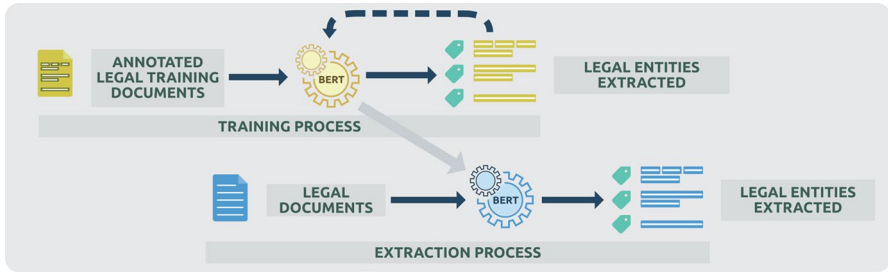 ANNOTATED
LEGAL TRAINING
DOCUMENTS
BERT
LEGAL ENTITIES
EXTRACTED
TRAINING PROCESS
LEGAL
DOCUMENTS
BERT
LEGAL ENTITIES
EXTRACTED
EXTRACTION PROCESS